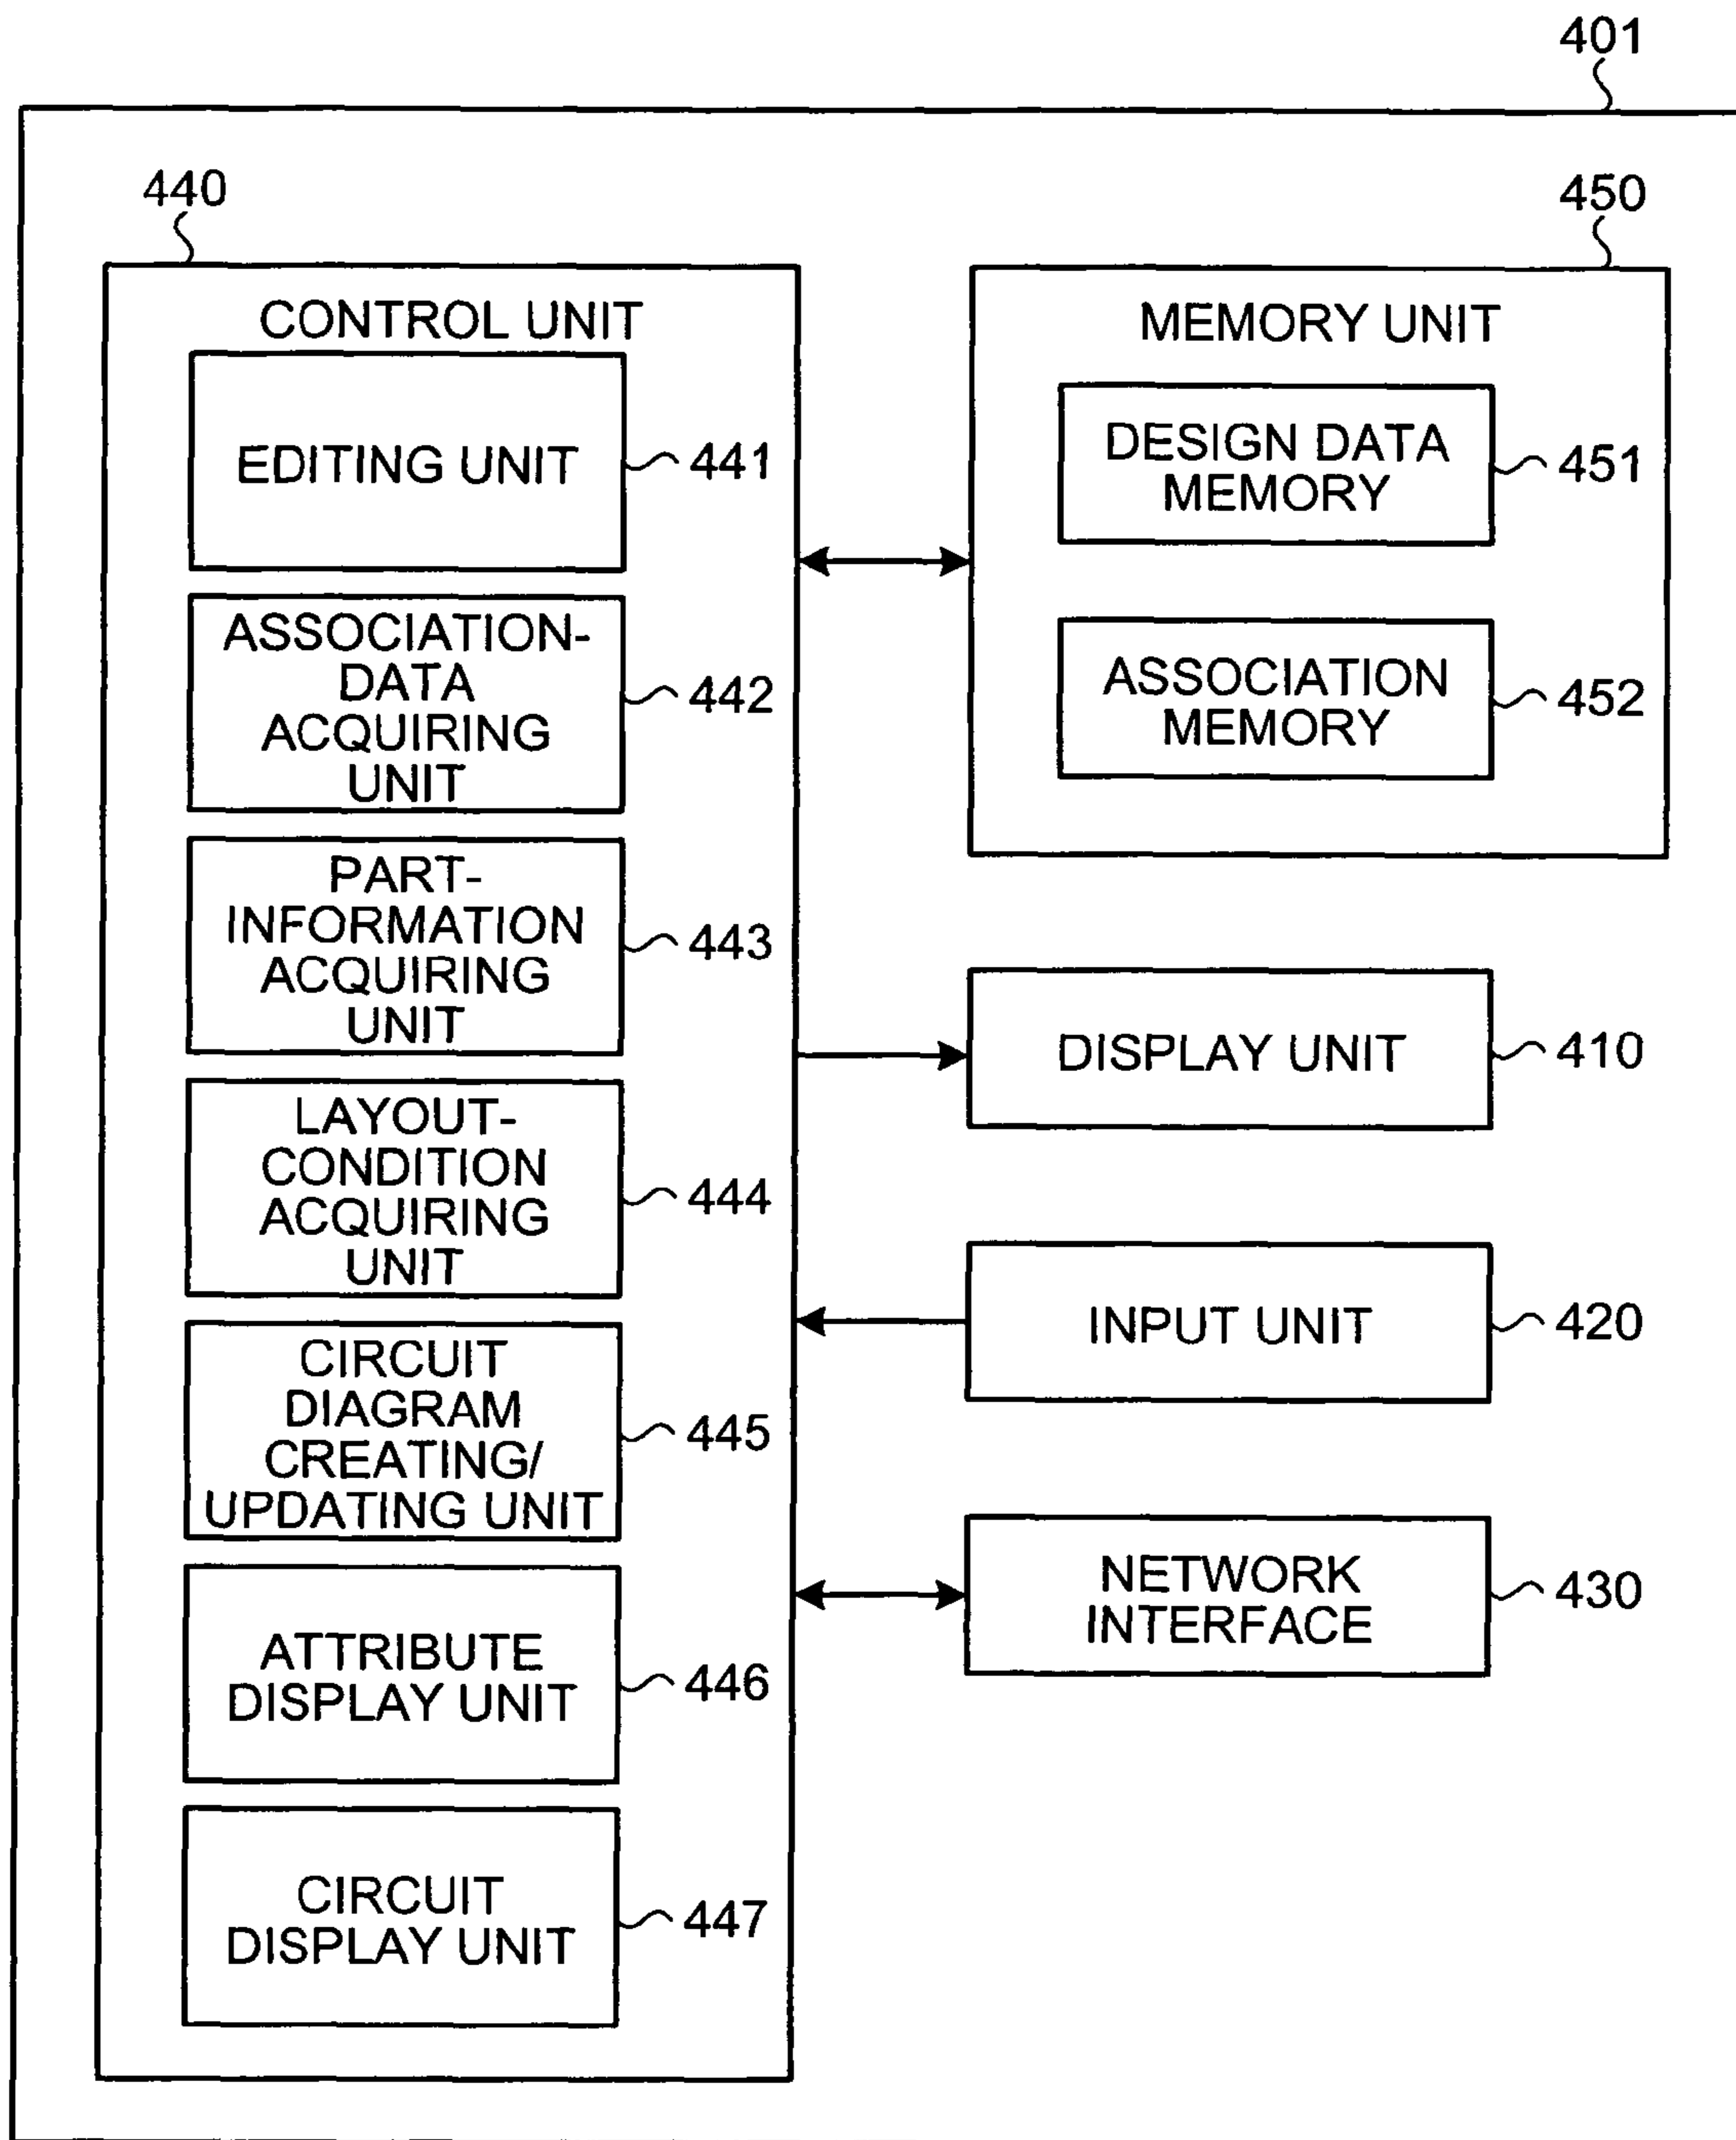 401
440
CONTROL UNIT
EDITING UNIT
441
ASSOCIATION-
DATA
ACQUIRING
UNIT
442
PART-
INFORMATION
ACQUIRING
UNIT
443
LAYOUT-
CONDITION
ACQUIRING
UNIT
444
CIRCUIT
DIAGRAM
CREATING/
UPDATING UNIT
445
ATTRIBUTE
DISPLAY UNIT
446
CIRCUIT
DISPLAY UNIT
447
450
MEMORY UNIT
DESIGN DATA
MEMORY
451
ASSOCIATION
MEMORY
452
DISPLAY UNIT
410
INPUT UNIT
420
NETWORK
INTERFACE
430